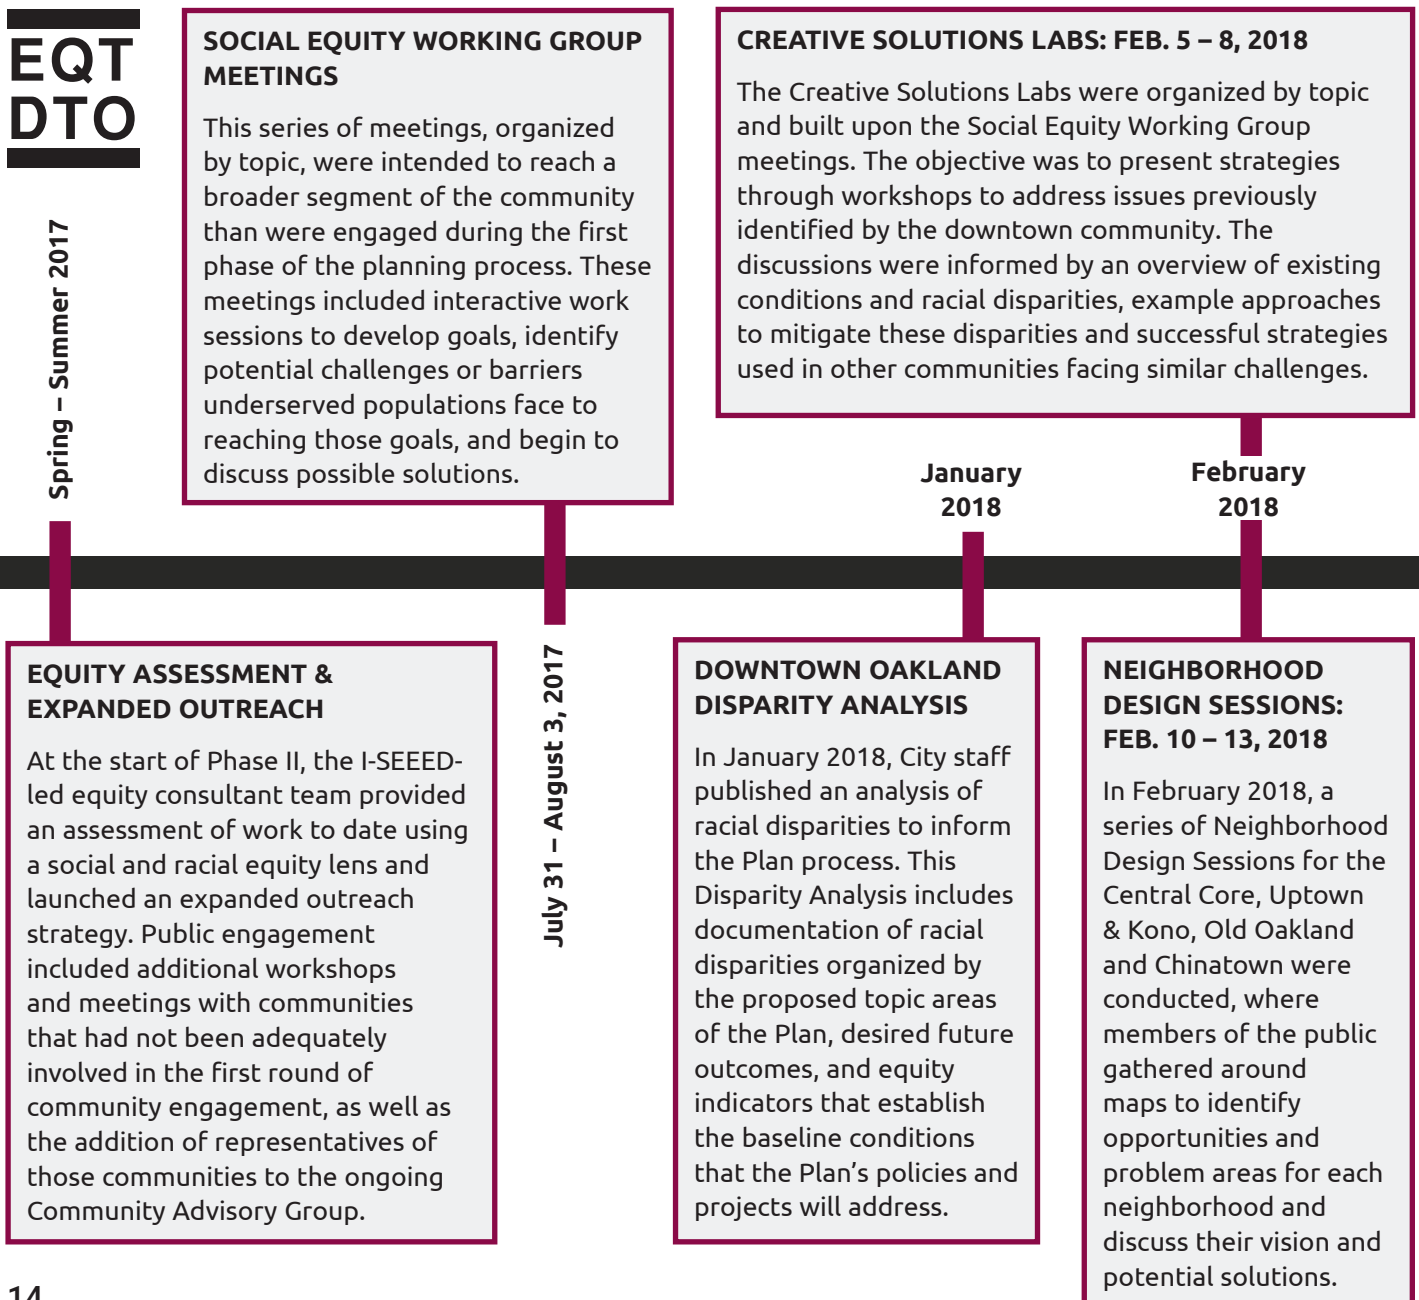 EQT
DTO
Spring – Summer 2017
SOCIAL EQUITY WORKING GROUP
MEETINGS
This series of meetings, organized
by topic, were intended to reach a
broader segment of the community
than were engaged during the first
phase of the planning process. These
meetings included interactive work
sessions to develop goals, identify
potential challenges or barriers
underserved populations face to
reaching those goals, and begin to
discuss possible solutions.
CREATIVE SOLUTIONS LABS: FEB. 5 – 8, 2018
The Creative Solutions Labs were organized by topic
and built upon the Social Equity Working Group
meetings. The objective was to present strategies
through workshops to address issues previously
identified by the downtown community. The
discussions were informed by an overview of existing
conditions and racial disparities, example approaches
to mitigate these disparities and successful strategies
used in other communities facing similar challenges.
January
2018
February
2018
EQUITY ASSESSMENT &
EXPANDED OUTREACH
At the start of Phase II, the I-SEEED-
led equity consultant team provided
an assessment of work to date using
a social and racial equity lens and
launched an expanded outreach
strategy. Public engagement
included additional workshops
and meetings with communities
that had not been adequately
involved in the first round of
community engagement, as well as
the addition of representatives of
those communities to the ongoing
Community Advisory Group.
July 31 – August 3, 2017
DOWNTOWN OAKLAND
DISPARITY ANALYSIS
In January 2018, City staff
published an analysis of
racial disparities to inform
the Plan process. This
Disparity Analysis includes
documentation of racial
disparities organized by
the proposed topic areas
of the Plan, desired future
outcomes, and equity
indicators that establish
the baseline conditions
that the Plan’s policies and
projects will address.
NEIGHBORHOOD
DESIGN SESSIONS:
FEB. 10 – 13, 2018
In February 2018, a
series of Neighborhood
Design Sessions for the
Central Core, Uptown
& Kono, Old Oakland
and Chinatown were
conducted, where
members of the public
gathered around
maps to identify
opportunities and
problem areas for each
neighborhood and
discuss their vision and
potential solutions.
14